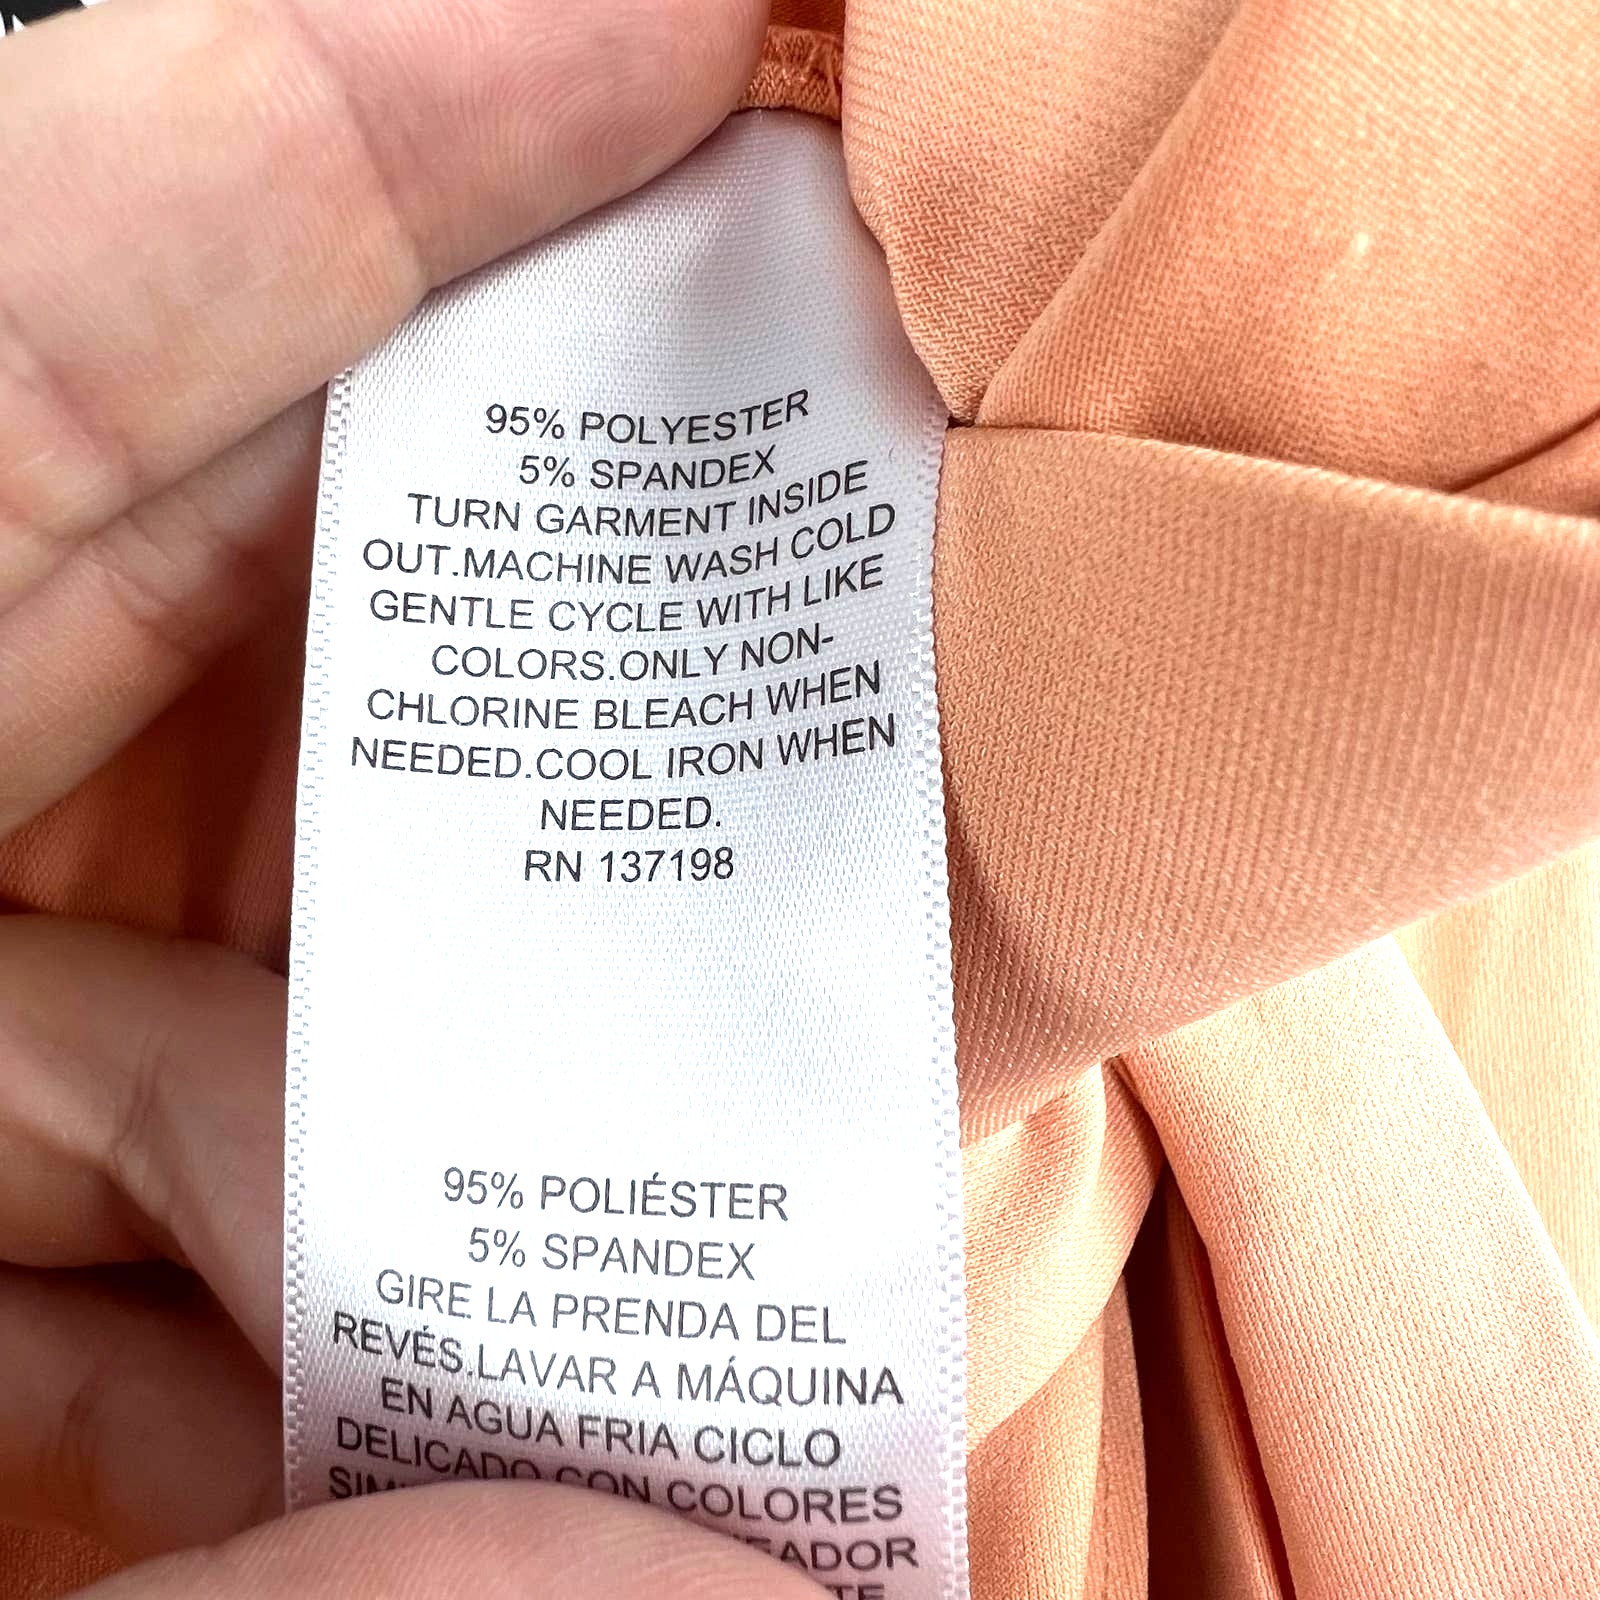 95% POLYESTER
5% SPANDEX
TURN GARMENT INSIDE
OUT.MACHINE WASH COLD
GENTLE CYCLE WITH LIKE
COLORS.ONLY NON-
CHLORINE BLEACH WHEN
NEEDED.COOL IRON WHEN
NEEDED.
RN 137198
95% POLIÉSTER
5% SPANDEX
GIRE LA PRENDA DEL
REVÉS.LAVAR A MÁQUINA
EN AGUA FRIA CICLO
DELICADO CON COLORES